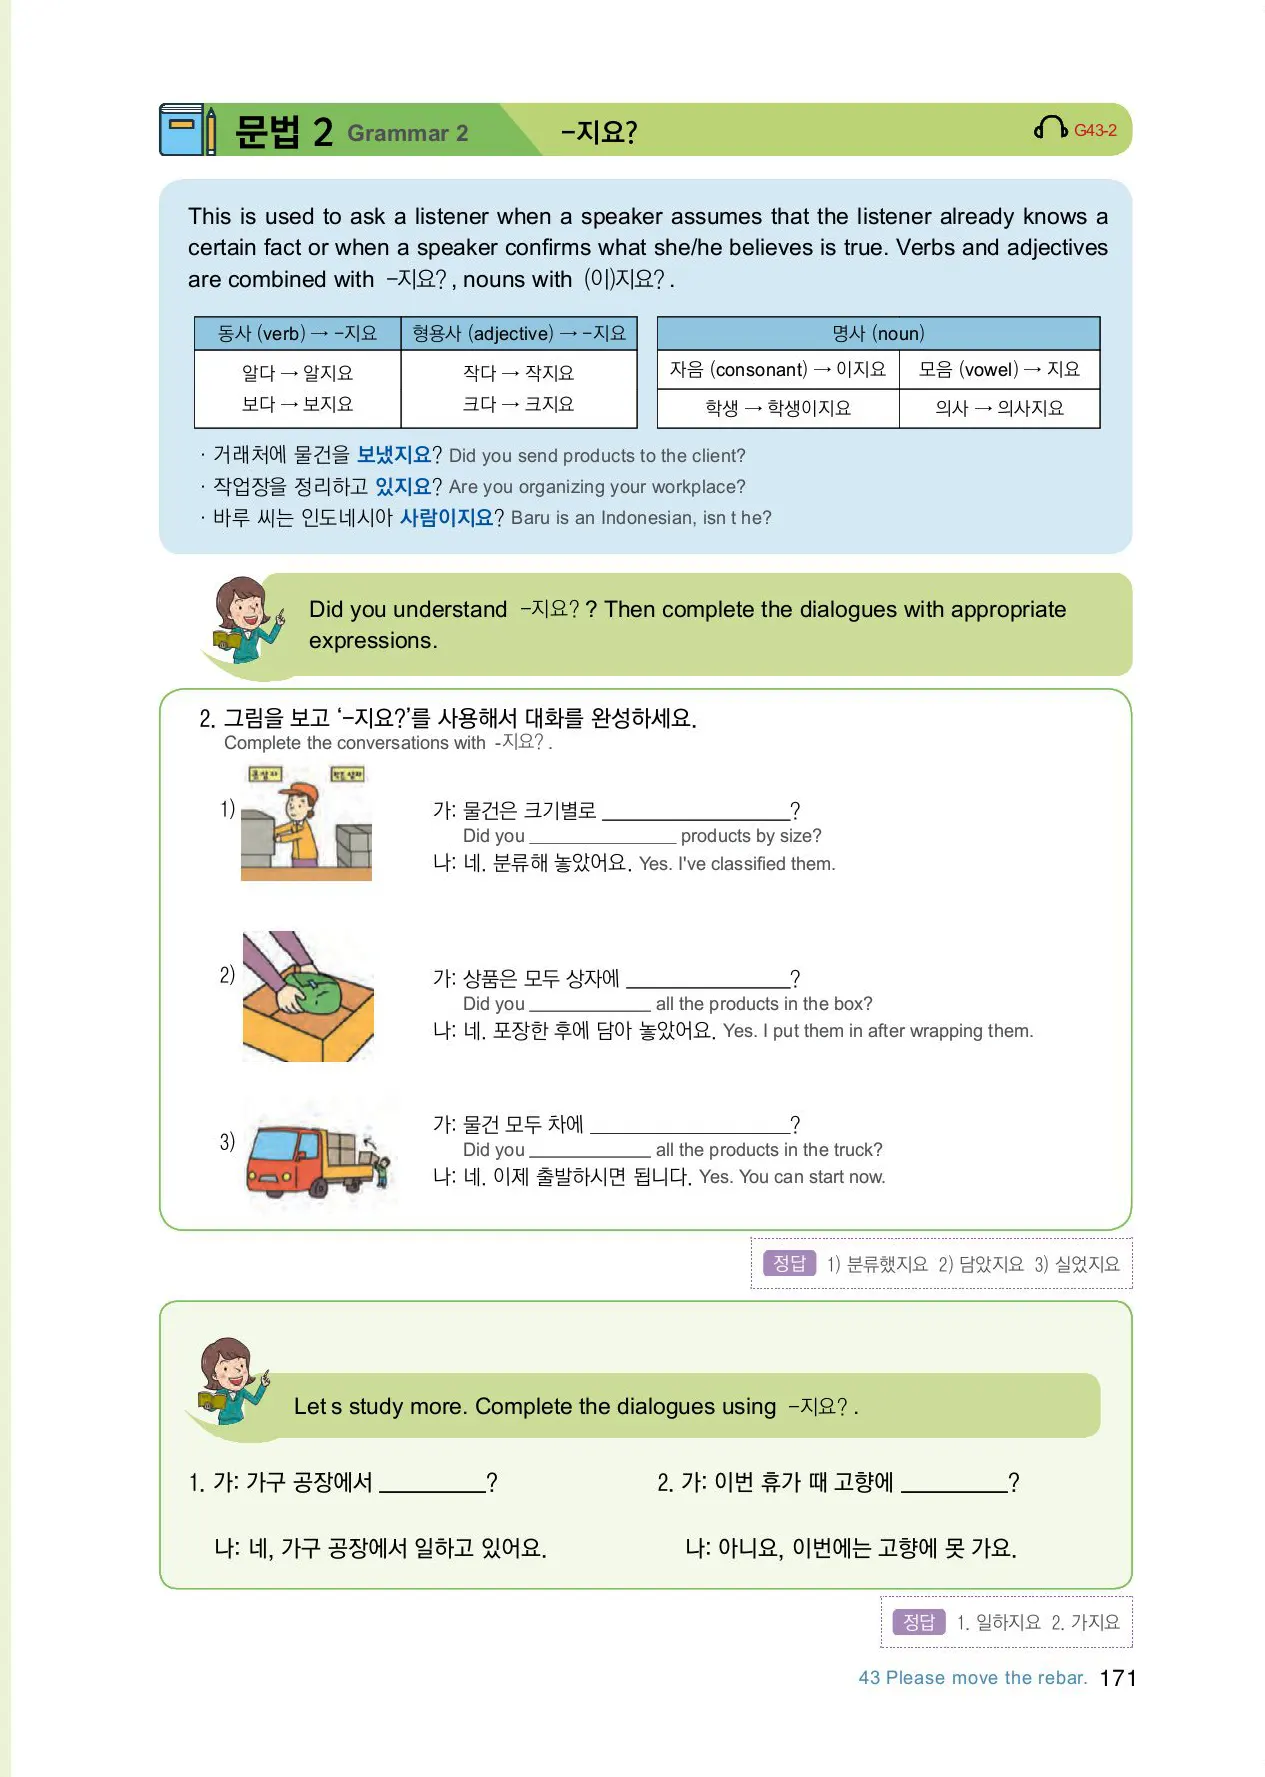 문법 2 Grammar 2 -지요? G43-2
This is used to ask a listener when a speaker assumes that the listener already knows a
certain fact or when a speaker confirms what she/he believes is true. Verbs and adjectives
are combined with -지요?, nouns with (이)지요?.
동사 (verb) → -지요 형용사 (adjective) → -지요 명사 (noun)
알다 → 알지요 작다 → 작지요 자음 (consonant) → 이지요 모음 (vowel) → 지요
보다 → 보지요 크다 → 크지요 학생 → 학생이지요 의사 → 의사지요
· 거래처에 물건을 보냈지요? Did you send products to the client?
· 작업장을 정리하고 있지요? Are you organizing your workplace?
· 바루 씨는 인도네시아 사람이지요? Baru is an Indonesian, isn t he?
Did you understand -지요? ? Then complete the dialogues with appropriate
expressions.
2. 그림을 보고 ‘-지요?’를 사용해서 대화를 완성하세요.
Complete the conversations with -지요? .
1) 가: 물건은 크기별로 ___________________?
Did you _______________ products by size?
나: 네. 분류해 놓았어요. Yes. I've classified them.
2) 가: 상품은 모두 상자에 _________________?
Did you ____________ all the products in the box?
나: 네. 포장한 후에 담아 놓았어요. Yes. I put them in after wrapping them.
3) 가: 물건 모두 차에 ____________________?
Did you ____________ all the products in the truck?
나: 네. 이제 출발하시면 됩니다. Yes. You can start now.
정답 1) 분류했지요 2) 담았지요 3) 실었지요
Let s study more. Complete the dialogues using -지요? .
1. 가: 가구 공장에서 __________? 2. 가: 이번 휴가 때 고향에 __________?
나: 네, 가구 공장에서 일하고 있어요. 나: 아니요, 이번에는 고향에 못 가요.
정답 1. 일하지요 2. 가지요
43 Please move the rebar. 171